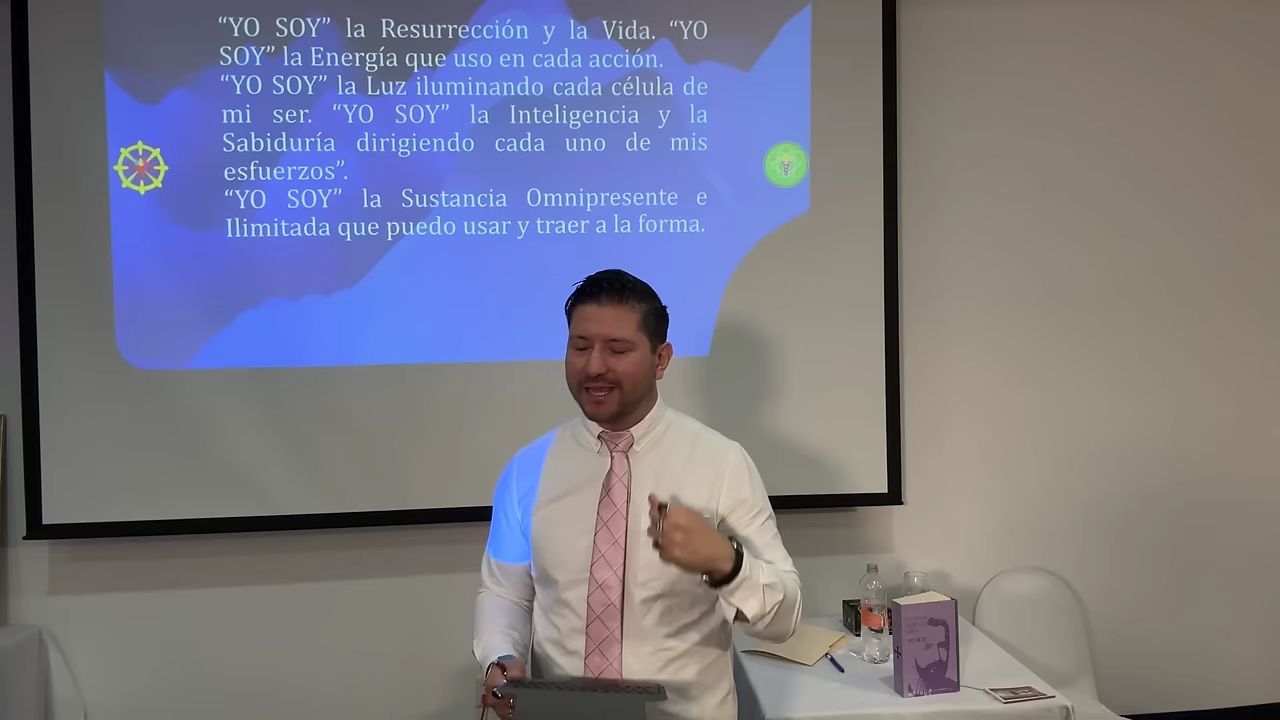 “YO SOY” la Resurrección y la Vida. “YO
SOY” la Energía que uso en cada acción.
“YO SOY” la Luz iluminando cada célula de
mi ser. “YO SOY” la Inteligencia y la
Sabiduría dirigiendo cada uno de mis
esfuerzos”.
“YO SOY” la Sustancia Omnipresente e
Ilimitada que puedo usar y traer a la forma.
YO SOY